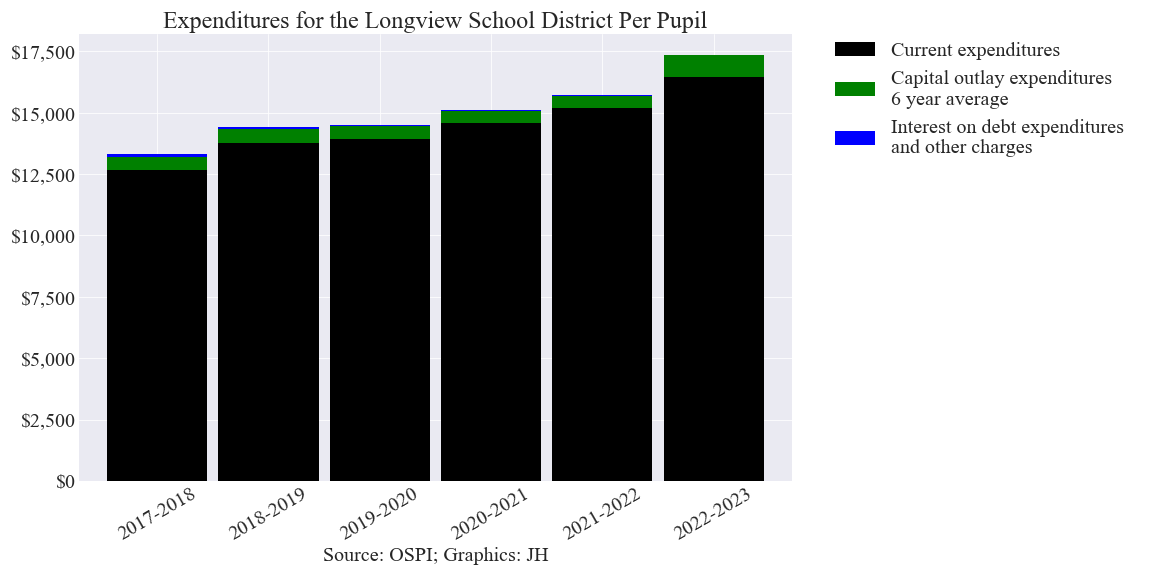 Expenditures for the Longview School District Per Pupil
$17,500
$15,000
$12,500
$10,000
$7,500
$5,000
$2,500
$0
2017-2018
2018-2019
2019-2020
2020-2021
2021-2022
2022-2023
Source: OSPI; Graphics: JH
Current expenditures
Capital outlay expenditures
6 year average
Interest on debt expenditures
and other charges